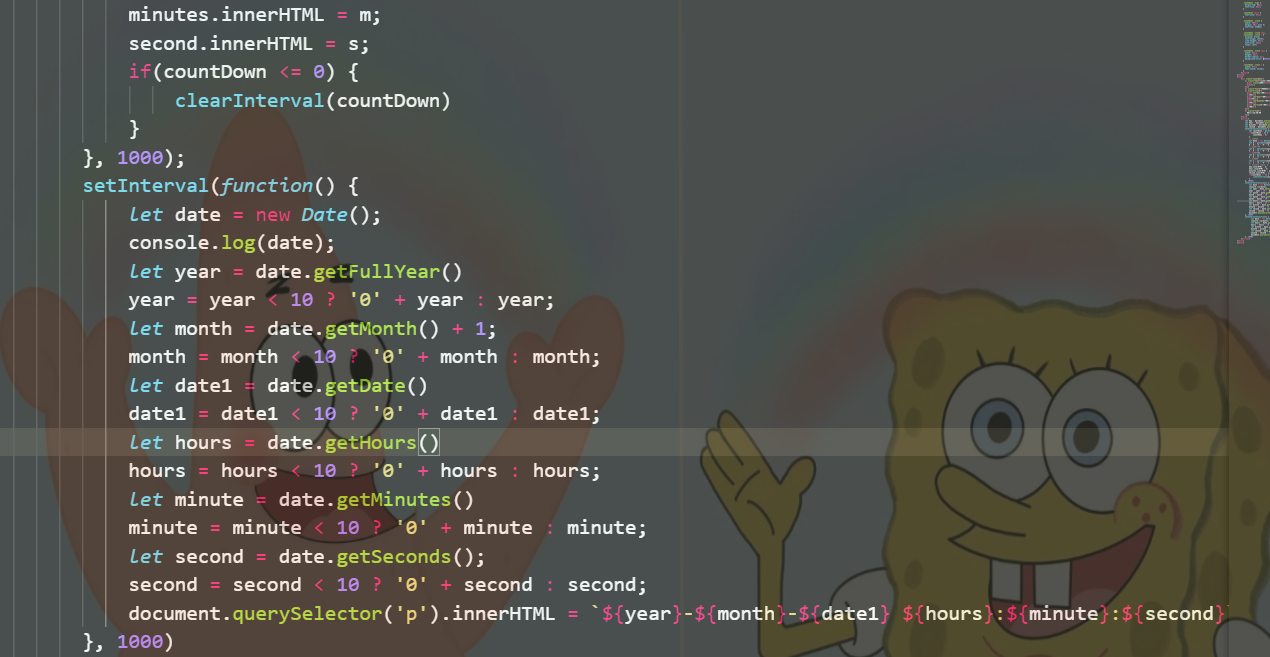 minutes.innerHTML = m;
second.innerHTML = s;
if(countDown <= 0) {
clearInterval(countDown)
}
}, 1000);
setInterval(function() {
let date = new Date();
console.log(date);
let year = date.getFullYear()
year = year < 10 ? '0' + year : year;
let month = date.getMonth() + 1;
month = month < 10 ? '0' + month : month;
let date1 = date.getDate()
date1 = date1 < 10 ? '0' + date1 : date1;
let hours = date.getHours()
hours = hours < 10 ? '0' + hours : hours;
let minute = date.getMinutes()
minute = minute < 10 ? '0' + minute : minute;
let second = date.getSeconds();
second = second < 10 ? '0' + second : second;
document.querySelector('p').innerHTML = `${year}-${month}-${date1} ${hours}:${minute}:${second}`
}, 1000)